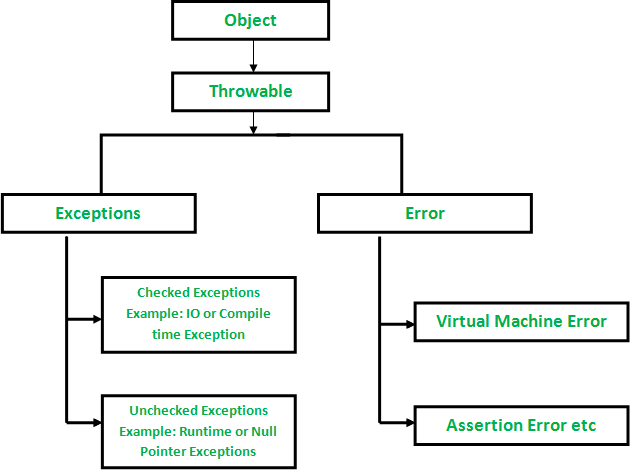 Object
Throwable
Exceptions
Error
Checked Exceptions
Example: IO or Compile
time Exception
Virtual Machine Error
Unchecked Exceptions
Example: Runtime or Null
Pointer Exceptions
Assertion Error etc